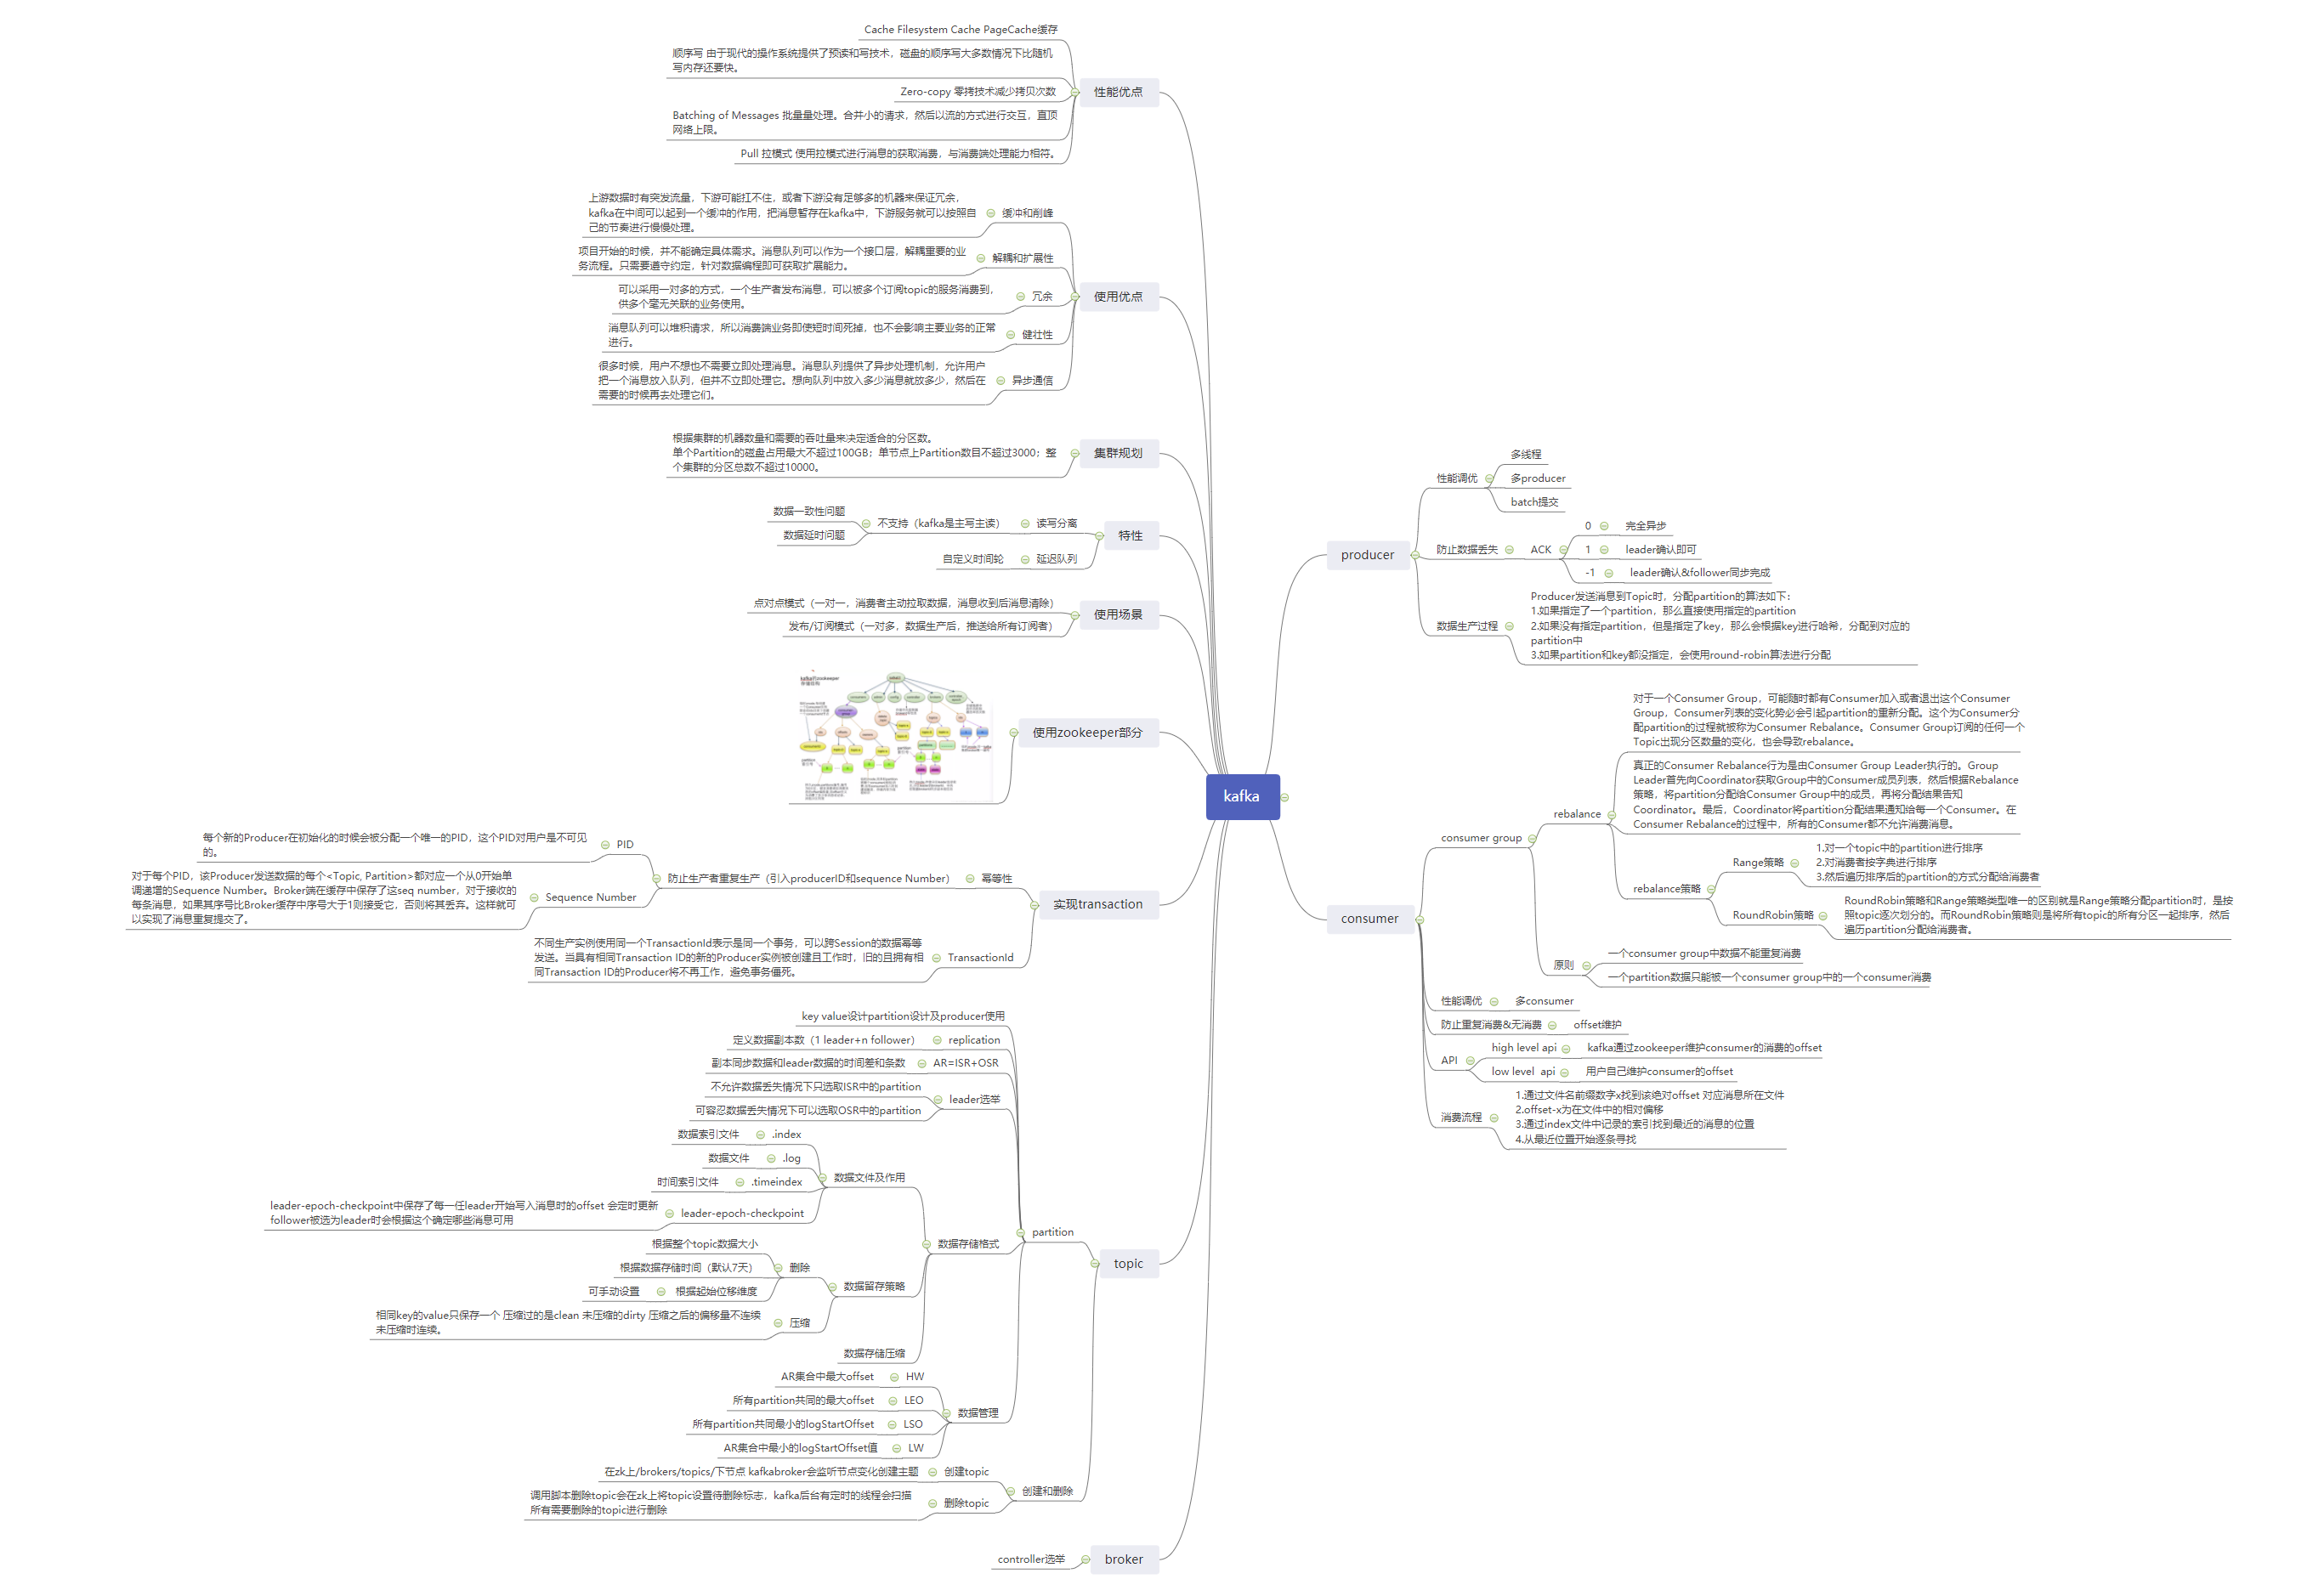 kafka
性能优点
Cache Filesystem Cache PageCache缓存
顺序写 由于现代的操作系统提供了预读和写技术，磁盘的顺序写大多数情况下比随机
写内存还要快。
Zero-copy 零拷技术减少拷贝次数
Batching of Messages 批量量处理。合并小的请求，然后以流的方式进行交互，直顶
网络上限。
Pull 拉模式 使用拉模式进行消息的获取消费，与消费端处理能力相符。
使用优点
缓冲和削峰
上游数据时有突发流量，下游可能扛不住，或者下游没有足够多的机器来保证冗余，
kafka在中间可以起到一个缓冲的作用，把消息暂存在kafka中，下游服务就可以按照自
己的节奏进行慢慢处理。
解耦和扩展性
项目开始的时候，并不能确定具体需求。消息队列可以作为一个接口层，解耦重要的业
务流程。只需要遵守约定，针对数据编程即可获取扩展能力。
冗余
可以采用一对多的方式，一个生产者发布消息，可以被多个订阅topic的服务消费到，
供多个毫无关联的业务使用。
健壮性
消息队列可以堆积请求，所以消费端业务即使短时间死掉，也不会影响主要业务的正常
进行。
异步通信
很多时候，用户不想也不需要立即处理消息。消息队列提供了异步处理机制，允许用户
把一个消息放入队列，但并不立即处理它。想向队列中放入多少消息就放多少，然后在
需要的时候再去处理它们。
集群规划
根据集群的机器数量和需要的吞吐量来决定适合的分区数。
单个Partition的磁盘占用最大不超过100GB；单节点上Partition数目不超过3000；整
个集群的分区总数不超过10000。
特性
读写分离
不支持（kafka是主写主读）
数据一致性问题
数据延时问题
延迟队列
自定义时间轮
使用场景
点对点模式（一对一，消费者主动拉取数据，消息收到后消息清除）
发布/订阅模式（一对多，数据生产后，推送给所有订阅者）
使用zookeeper部分
实现transaction
幂等性
防止生产者重复生产（引入producerID和sequence Number）
PID
每个新的Producer在初始化的时候会被分配一个唯一的PID，这个PID对用户是不可见
的。
Sequence Number
对于每个PID，该Producer发送数据的每个<Topic, Partition>都对应一个从0开始单
调递增的Sequence Number。Broker端在缓存中保存了这seq number，对于接收的
每条消息，如果其序号比Broker缓存中序号大于1则接受它，否则将其丢弃。这样就可
以实现了消息重复提交了。
TransactionId
不同生产实例使用同一个TransactionId表示是同一个事务，可以跨Session的数据幂等
发送。当具有相同Transaction ID的新的Producer实例被创建且工作时，旧的且拥有相
同Transaction ID的Producer将不再工作，避免事务僵死。
topic
partition
key value设计partition设计及producer使用
replication
定义数据副本数（1 leader+n follower）
AR=ISR+OSR
副本同步数据和leader数据的时间差和条数
leader选举
不允许数据丢失情况下只选取ISR中的partition
可容忍数据丢失情况下可以选取OSR中的partition
数据存储格式
数据文件及作用
.index
数据索引文件
.log
数据文件
.timeindex
时间索引文件
leader-epoch-checkpoint
leader-epoch-checkpoint中保存了每一任leader开始写入消息时的offset 会定时更新
follower被选为leader时会根据这个确定哪些消息可用
数据留存策略
删除
根据整个topic数据大小
根据数据存储时间（默认7天）
根据起始位移维度
可手动设置
压缩
相同key的value只保存一个 压缩过的是clean 未压缩的dirty 压缩之后的偏移量不连续
未压缩时连续。
数据存储压缩
数据管理
HW
AR集合中最大offset
LEO
所有partition共同的最大offset
LSO
所有partition共同最小的logStartOffset
LW
AR集合中最小的logStartOffset值
创建和删除
创建topic
在zk上/brokers/topics/下节点 kafkabroker会监听节点变化创建主题
删除topic
调用脚本删除topic会在zk上将topic设置待删除标志，kafka后台有定时的线程会扫描
所有需要删除的topic进行删除
broker
controller选举
producer
性能调优
多线程
多producer
batch提交
防止数据丢失
ACK
0
完全异步
1
leader确认即可
-1
leader确认&follower同步完成
数据生产过程
Producer发送消息到Topic时，分配partition的算法如下：
1.如果指定了一个partition，那么直接使用指定的partition
2.如果没有指定partition，但是指定了key，那么会根据key进行哈希，分配到对应的
partition中
3.如果partition和key都没指定，会使用round-robin算法进行分配
consumer
consumer group
rebalance
对于一个Consumer Group，可能随时都有Consumer加入或者退出这个Consumer
Group，Consumer列表的变化势必会引起partition的重新分配。这个为Consumer分
配partition的过程就被称为Consumer Rebalance。Consumer Group订阅的任何一个
Topic出现分区数量的变化，也会导致rebalance。
真正的Consumer Rebalance行为是由Consumer Group Leader执行的。Group
Leader首先向Coordinator获取Group中的Consumer成员列表，然后根据Rebalance
策略，将partition分配给Consumer Group中的成员，再将分配结果告知
Coordinator。最后，Coordinator将partition分配结果通知给每一个Consumer。在
Consumer Rebalance的过程中，所有的Consumer都不允许消费消息。
rebalance策略
Range策略
1.对一个topic中的partition进行排序
2.对消费者按字典进行排序
3.然后遍历排序后的partition的方式分配给消费者
RoundRobin策略
RoundRobin策略和Range策略类型唯一的区别就是Range策略分配partition时，是按
照topic逐次划分的。而RoundRobin策略则是将所有topic的所有分区一起排序，然后
遍历partition分配给消费者。
原则
一个consumer group中数据不能重复消费
一个partition数据只能被一个consumer group中的一个consumer消费
性能调优
多consumer
防止重复消费&无消费
offset维护
API
high level api
kafka通过zookeeper维护consumer的消费的offset
low level  api
用户自己维护consumer的offset
消费流程
1.通过文件名前缀数字x找到该绝对offset 对应消息所在文件
2.offset-x为在文件中的相对偏移
3.通过index文件中记录的索引找到最近的消息的位置
4.从最近位置开始逐条寻找